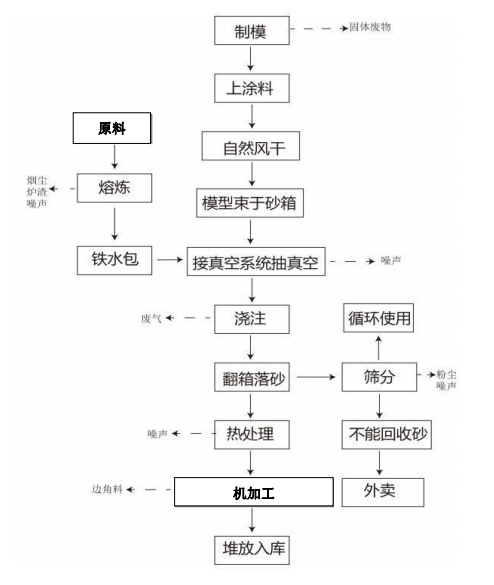 制模
固体废物
上涂料
原料
自然风干
烟尘
炉渣
噪声
熔炼
模型束于砂箱
铁水包
接真空系统抽真空
噪声
废气
浇注
循环使用
翻箱落砂
筛分
粉尘
噪声
噪声
热处理
不能回收砂
边角料
机加工
外卖
堆放入库